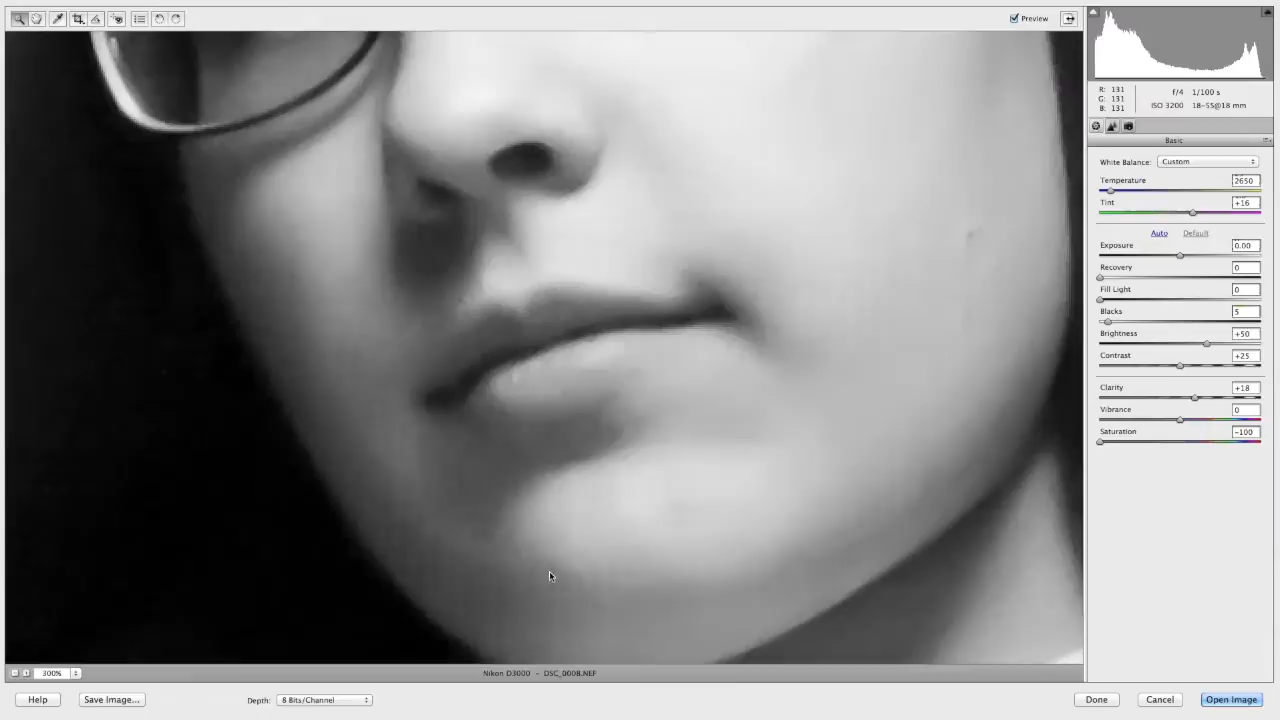 Preview
R: 131
G: 131
B: 131
f/4 1/100 s
ISO 3200 18-55@18 mm
Basic
White Balance: Custom
Temperature 2650
Tint +16
Auto Default
Exposure 0.00
Recovery 0
Fill Light 0
Blacks 5
Brightness +50
Contrast +25
Clarity +18
Vibrance 0
Saturation -100
300%
Nikon D3000 - DSC_0008.NEF
Help
Save Image...
Depth: 8 Bits/Channel
Done
Cancel
Open Image